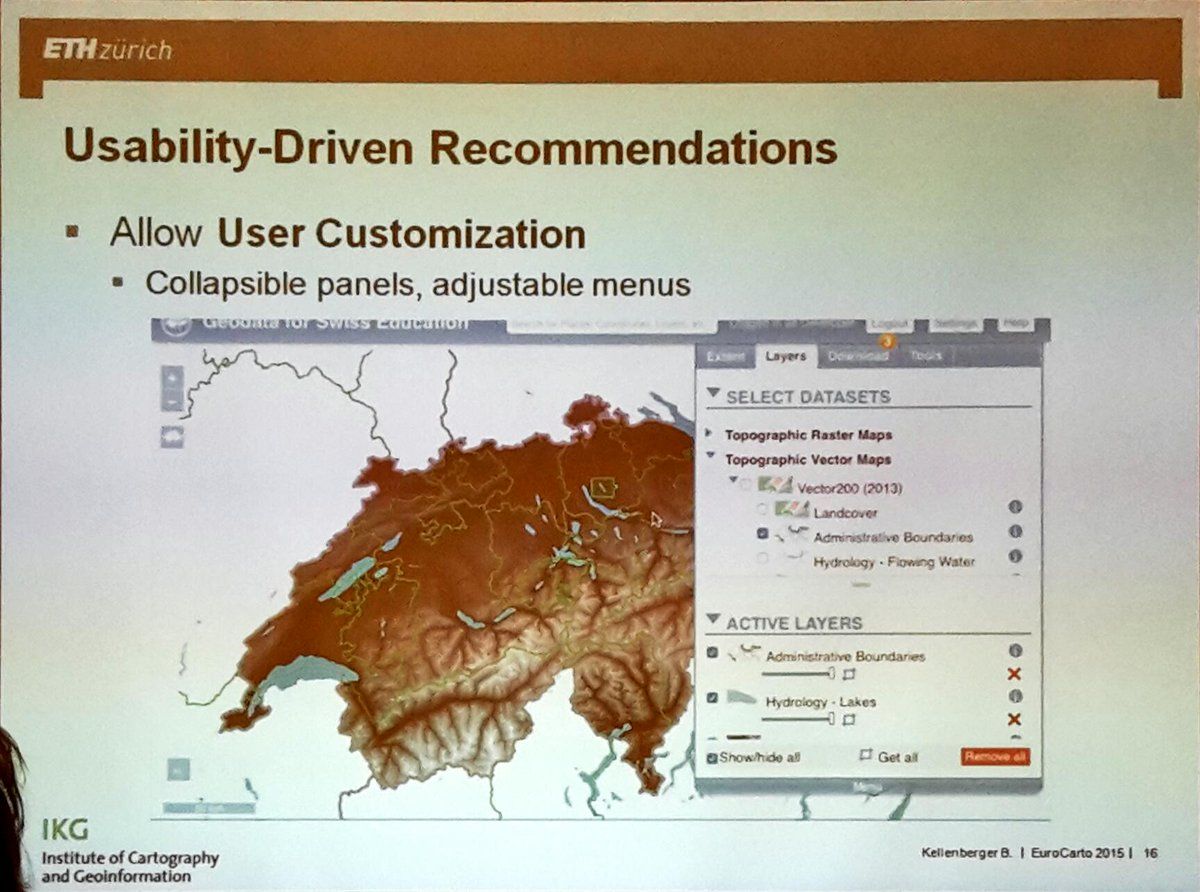 ETH zürich
Usability-Driven Recommendations
Allow User Customization
Collapsible panels, adjustable menus
Geodata for Swiss Education
Logout Settings Help
3
Extent Layers Download Tools
SELECT DATASETS
Topographic Raster Maps
Topographic Vector Maps
Vector200 (2013)
Landcover
Administrative Boundaries
Hydrology - Flowing Water
ACTIVE LAYERS
Administrative Boundaries
Hydrology - Lakes
Show/hide all Get all Remove all
Menu
IKG
Institute of Cartography
and Geoinformation
Kellenberger B. | EuroCarto 2015 | 16